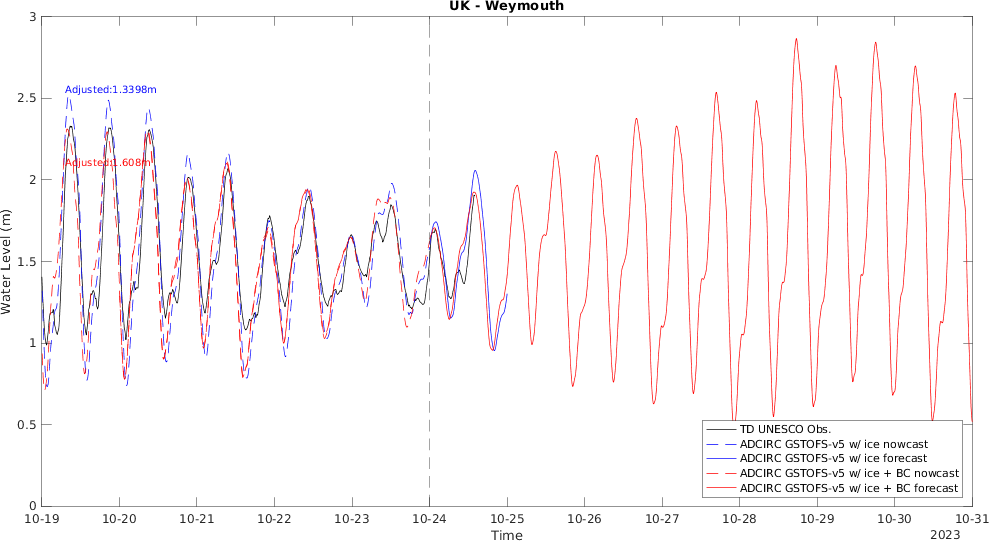 UK - Weymouth
3
2.5
2
1.5
1
0.5
0
Water Level (m)
Adjusted:1.3398m
Adjusted:1.608m
TD UNESCO Obs.
ADCIRC GSTOFS-v5 w/ ice nowcast
ADCIRC GSTOFS-v5 w/ ice forecast
ADCIRC GSTOFS-v5 w/ ice + BC nowcast
ADCIRC GSTOFS-v5 w/ ice + BC forecast
10-19 10-20 10-21 10-22 10-23 10-24 10-25 10-26 10-27 10-28 10-29 10-30 10-31
Time
2023